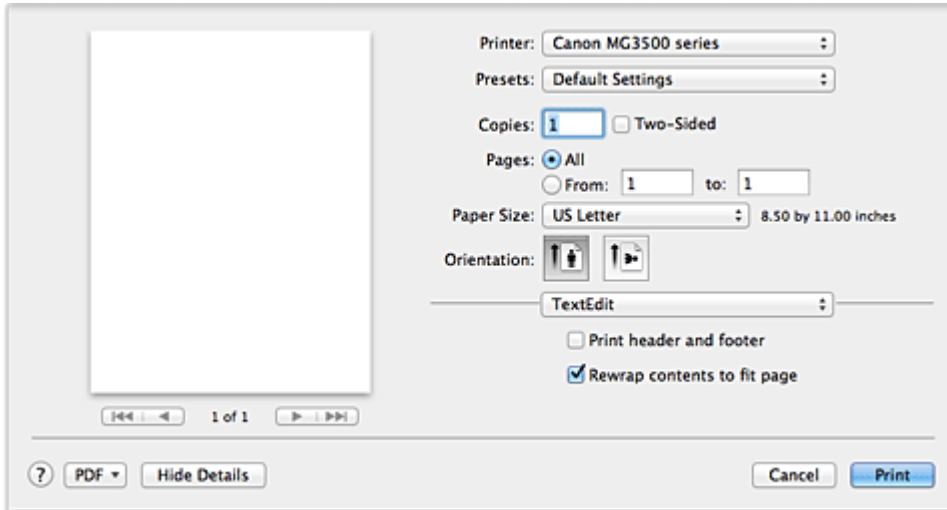 Printer: Canon MG3500 series
Presets: Default Settings
Copies: 1 Two-Sided
Pages: All
From: 1 to: 1
Paper Size: US Letter 8.50 by 11.00 inches
Orientation:
TextEdit
Print header and footer
Rewrap contents to fit page
1 of 1
? PDF Hide Details Cancel Print